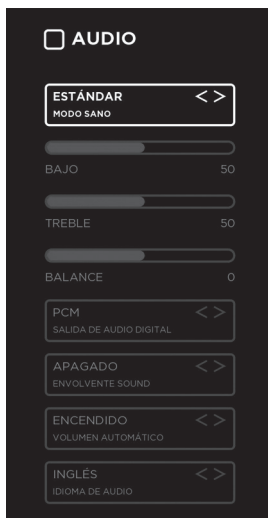 AUDIO
ESTÁNDAR < >
MODO SANO
BAJO 50
TREBLE 50
BALANCE 0
PCM < >
SALIDA DE AUDIO DIGITAL
APAGADO < >
ENVOLVENTE SOUND
ENCENDIDO < >
VOLUMEN AUTOMÁTICO
INGLÉS < >
IDIOMA DE AUDIO